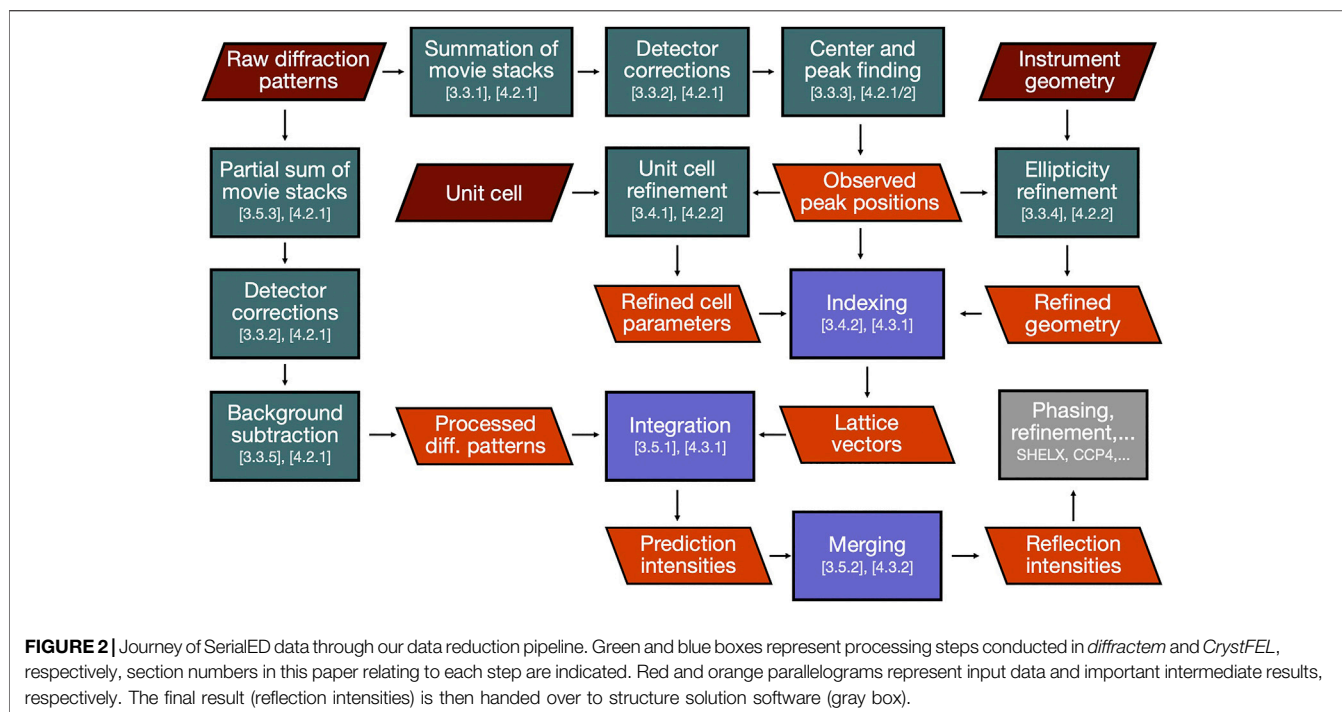 Raw diffraction
patterns
Summation of
movie stacks
[3.3.1], [4.2.1]
Detector
corrections
[3.3.2], [4.2.1]
Center and
peak finding
[3.3.3], [4.2.1/2]
Instrument
geometry
Partial sum of
movie stacks
[3.5.3], [4.2.1]
Unit cell
Unit cell
refinement
[3.4.1], [4.2.2]
Observed
peak positions
Ellipticity
refinement
[3.3.4], [4.2.2]
Detector
corrections
[3.3.2], [4.2.1]
Refined cell
parameters
Indexing
[3.4.2], [4.3.1]
Refined
geometry
Background
subtraction
[3.3.5], [4.2.1]
Processed
diff. patterns
Integration
[3.5.1], [4.3.1]
Lattice
vectors
Phasing,
refinement,...
SHELX, CCP4,...
Prediction
intensities
Merging
[3.5.2], [4.3.2]
Reflection
intensities
FIGURE 2 | Journey of SerialED data through our data reduction pipeline. Green and blue boxes represent processing steps conducted in diffractem and CrystFEL,
respectively, section numbers in this paper relating to each step are indicated. Red and orange parallelograms represent input data and important intermediate results,
respectively. The final result (reflection intensities) is then handed over to structure solution software (gray box).